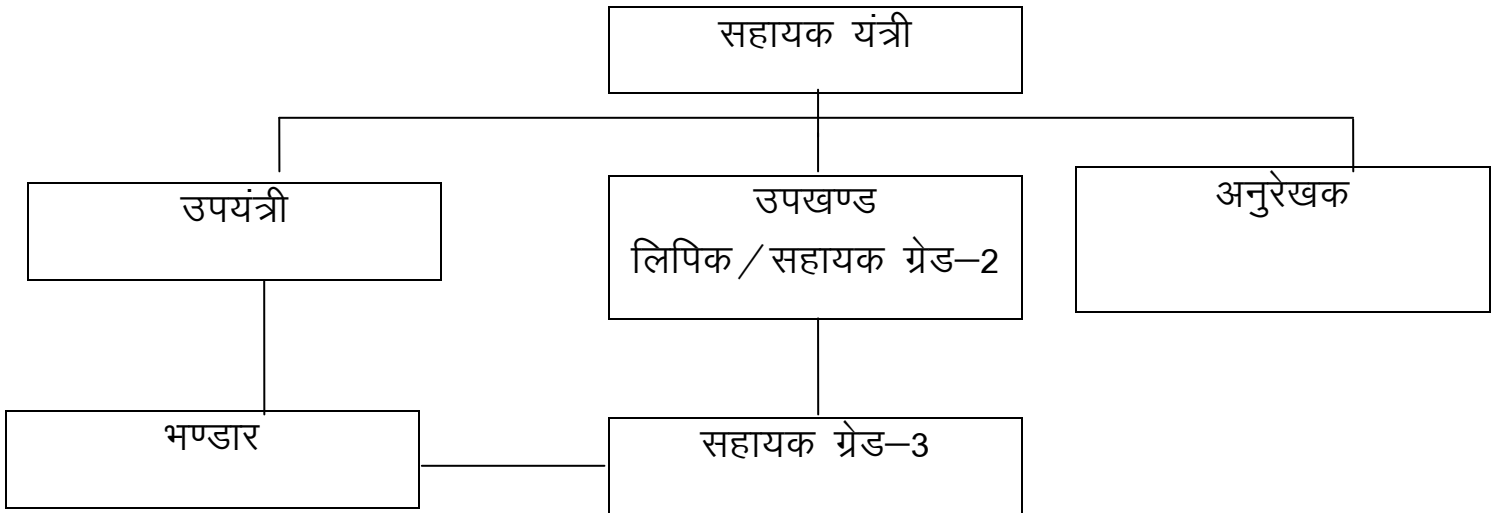 सहायक यंत्री
उपयंत्री
उपखण्ड
लिपिक / सहायक ग्रेड–2
अनुरेखक
भण्डार
सहायक ग्रेड–3